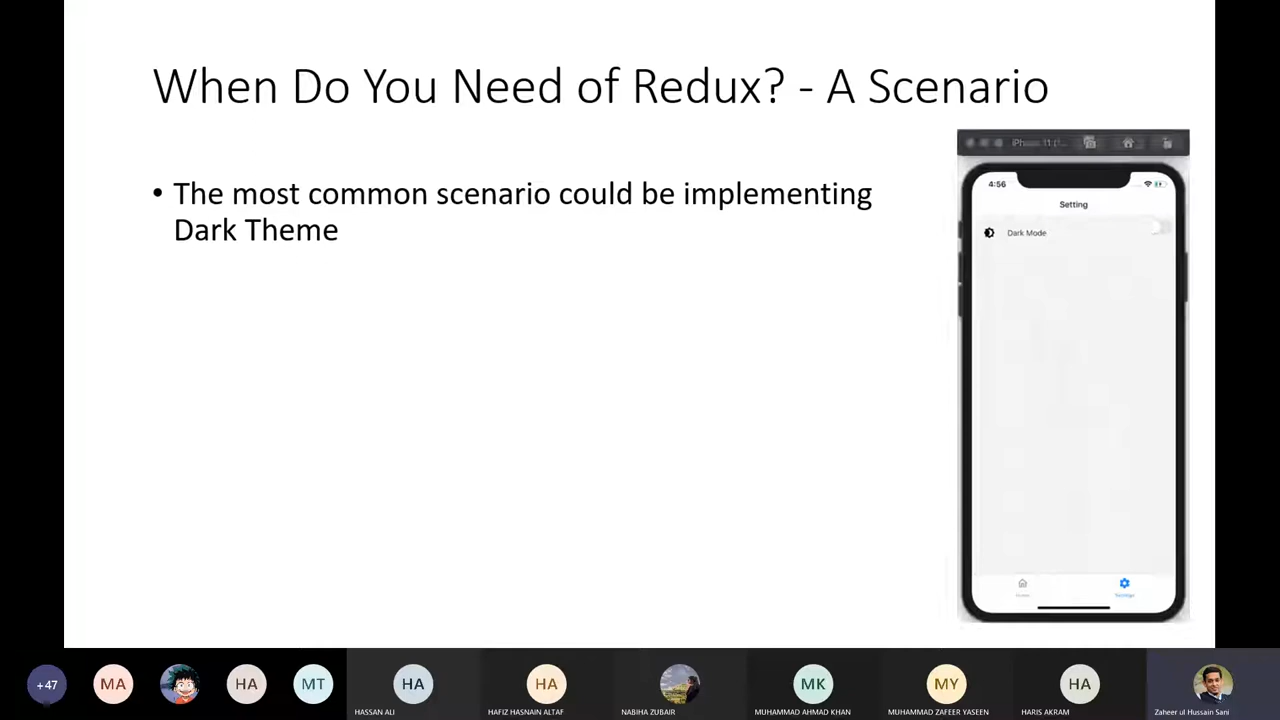 When Do You Need of Redux? - A Scenario
• The most common scenario could be implementing
Dark Theme
4:56
Setting
Dark Mode
+47
MA
HA
MT
HA
HA
MK
MY
HA
HASSAN ALI
HAFIZ HASNAIN ALTAF
NABIHA ZUBAIR
MUHAMMAD AHMAD KHAN
MUHAMMAD ZAFEER YASEEN
HARIS AKRAM
Zaheer ul Hussain Sani